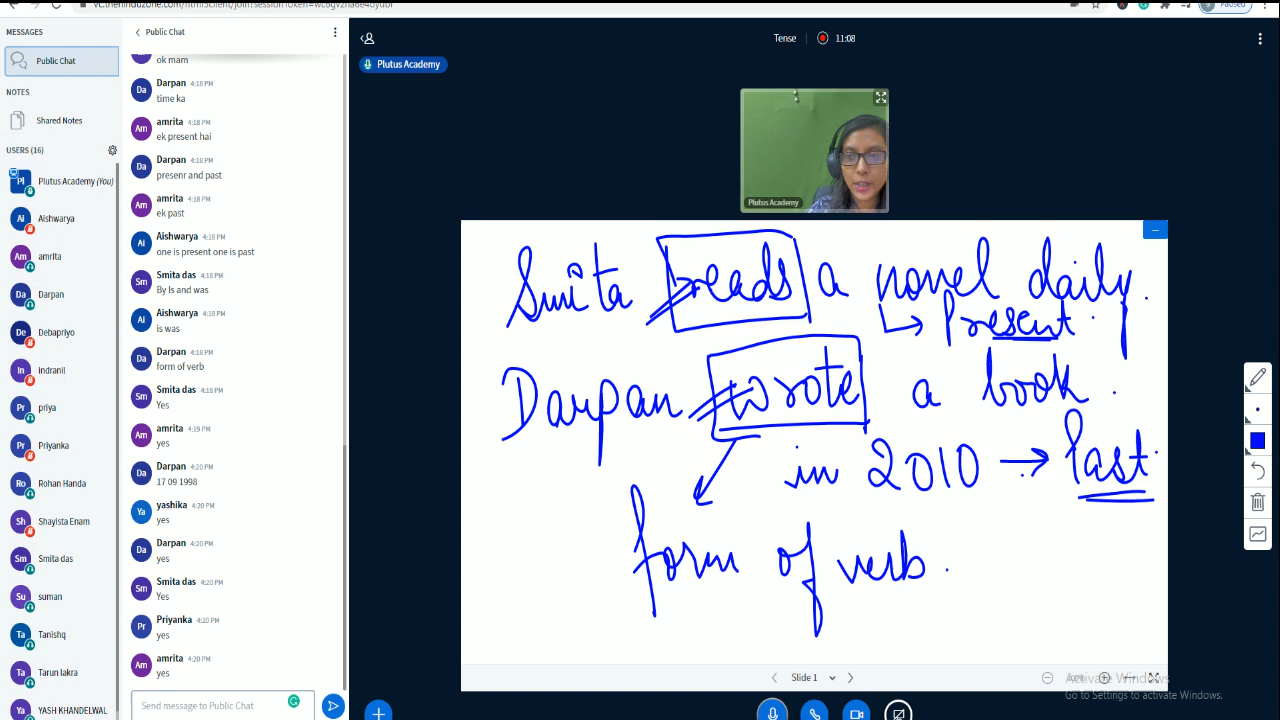 vc.thehinduzone.com/html5client/join?sessionToken=wc6gvzha6e4oydbf
Paused
MESSAGES
Public Chat
NOTES
Shared Notes
USERS (16)
Plutus Academy (You)
Aishwarya
amrita
Darpan
Debapriyo
Indranil
priya
Priyanka
Rohan Handa
Shayista Enam
Smita das
suman
Tanishq
Tarun lakra
YASH KHANDELWAL
Public Chat
ok mam
Darpan 4:18 PM
time ka
amrita 4:18 PM
ek present hai
Darpan 4:18 PM
presenr and past
amrita 4:18 PM
ek past
Aishwarya 4:18 PM
one is present one is past
Smita das 4:18 PM
By Is and was
Aishwarya 4:18 PM
is was
Darpan 4:18 PM
form of verb
Smita das 4:18 PM
Yes
amrita 4:19 PM
yes
Darpan 4:20 PM
17 09 1998
yashika 4:20 PM
yes
Darpan 4:20 PM
yes
Smita das 4:20 PM
Yes
Priyanka 4:20 PM
yes
amrita 4:20 PM
yes
Send message to Public Chat
Tense 11:08
Plutus Academy
Plutus Academy
Smita reads a novel daily.
Present.
Darpan wrote a book.
in 2010 → Past.
form of verb.
Slide 1
Activate Windows
Go to Settings to activate Windows.